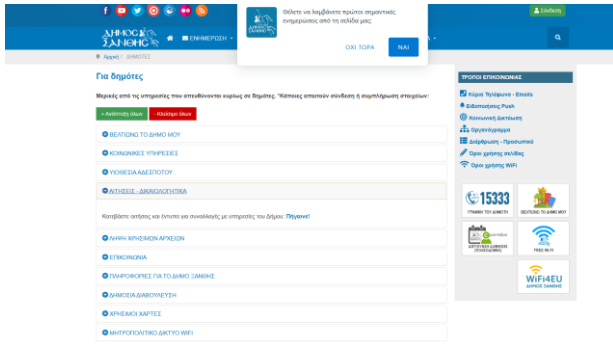 Θέλετε να λαμβάνετε πρώτοι σημαντικές
ενημερώσεις από τη σελίδα μας;
ΟΧΙ ΤΩΡΑ
ΝΑΙ
Σύνδεση
ΔΗΜΟΣ
ΞΑΝΘΗΣ
ΕΝΗΜΕΡΩΣΗ
Αρχική / ΔΗΜΟΤΕΣ
Για δημότες
Μερικές από τις υπηρεσίες που απευθύνονται κυρίως σε δημότες. *Κάποιες απαιτούν σύνδεση ή συμπλήρωση στοιχείων:
+ Ανάπτυξη όλων
- Κλείσιμο όλων
ΒΕΛΤΙΩΝΩ ΤΟ ΔΗΜΟ ΜΟΥ
ΚΟΙΝΩΝΙΚΕΣ ΥΠΗΡΕΣΙΕΣ
ΥΙΟΘΕΣΙΑ ΑΔΕΣΠΟΤΟΥ
ΑΙΤΗΣΕΙΣ - ΔΙΚΑΙΟΛΟΓΗΤΙΚΑ
Κατεβάστε αιτήσεις και έντυπα για συναλλαγές με υπηρεσίες του Δήμου. Πήγαινε!
ΛΗΨΗ ΧΡΗΣΙΜΩΝ ΑΡΧΕΙΩΝ
ΕΠΙΚΟΙΝΩΝΙΑ
ΠΛΗΡΟΦΟΡΙΕΣ ΓΙΑ ΤΟ ΔΗΜΟ ΞΑΝΘΗΣ
ΔΗΜΟΣΙΑ ΔΙΑΒΟΥΛΕΥΣΗ
ΧΡΗΣΙΜΟΙ ΧΑΡΤΕΣ
ΜΗΤΡΟΠΟΛΙΤΙΚΟ ΔΙΚΤΥΟ WIFI
ΤΡΟΠΟΙ ΕΠΙΚΟΙΝΩΝΙΑΣ
Κύρια Τηλέφωνα - Emails
Ειδοποιήσεις Push
Κοινωνική Δικτύωση
Οργανόγραμμα
Διάρθρωση - Προσωπικό
Όροι χρήσης σελίδας
Όροι χρήσης WiFi
15333
ΓΡΑΜΜΗ ΤΟΥ ΔΗΜΟΤΗ
ΒΕΛΤΙΩΝΩ ΤΟ ΔΗΜΟ ΜΟΥ
FREE WI-FI
WiFi4EU
ΔΗΜΟΣ ΞΑΝΘΗΣ